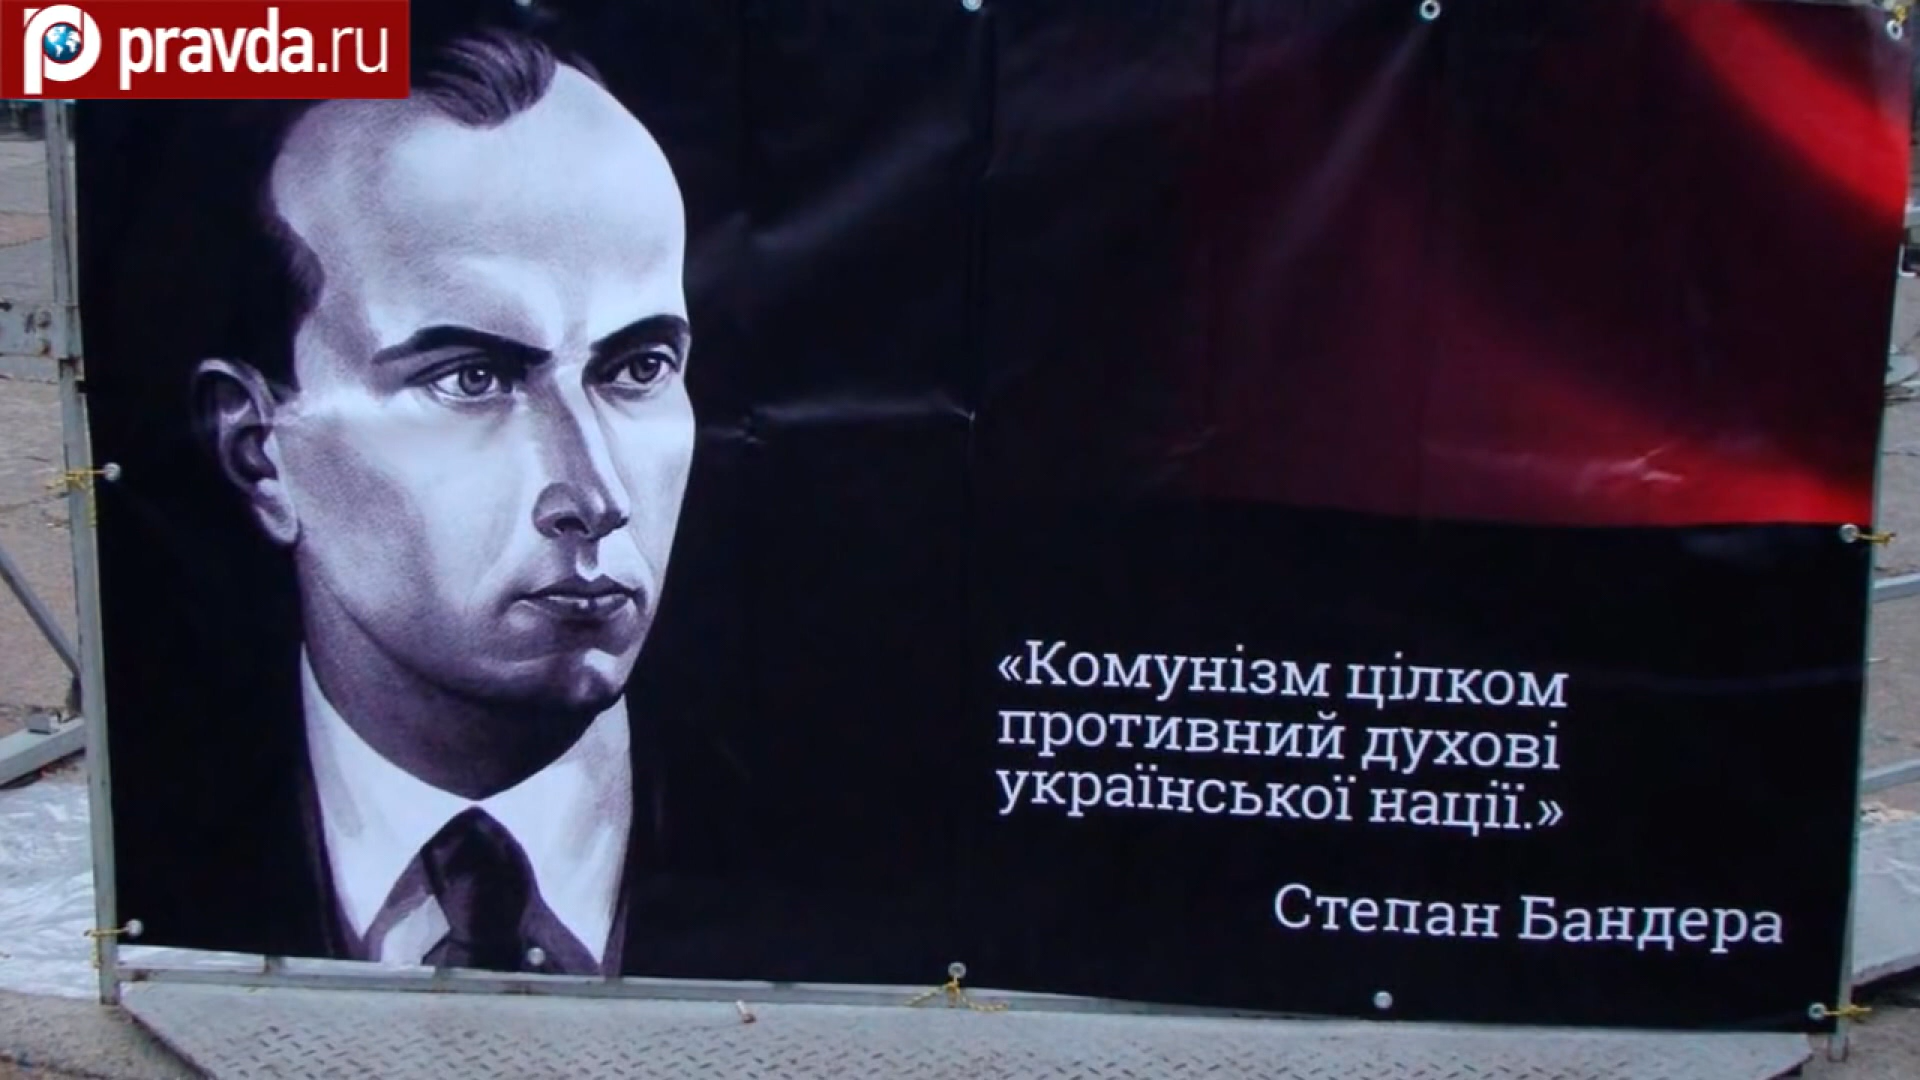 pravda.ru
«Комунізм цілком
противний духові
української нації.»
Степан Бандера